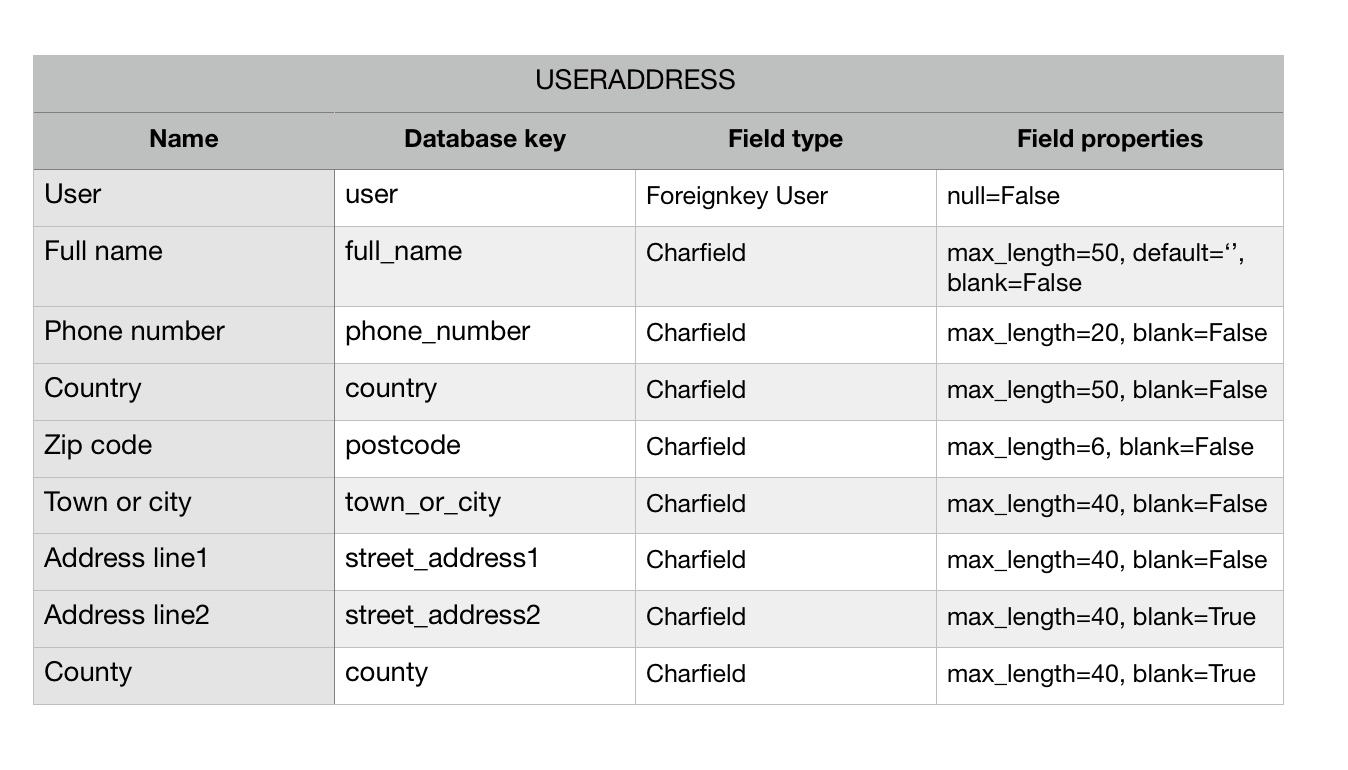 USERADDRESS
Name Database key Field type Field properties
User user Foreignkey User null=False
Full name full_name Charfield max_length=50, default=‘’,
blank=False
Phone number phone_number Charfield max_length=20, blank=False
Country country Charfield max_length=50, blank=False
Zip code postcode Charfield max_length=6, blank=False
Town or city town_or_city Charfield max_length=40, blank=False
Address line1 street_address1 Charfield max_length=40, blank=False
Address line2 street_address2 Charfield max_length=40, blank=True
County county Charfield max_length=40, blank=True